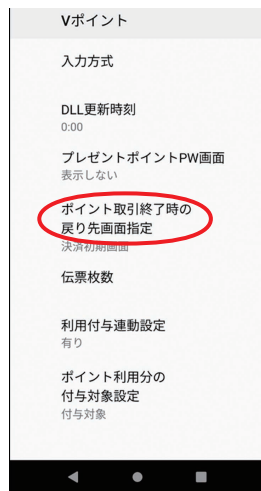 Vポイント
入力方式
DLL更新時刻
0:00
プレゼントポイントPW画面
表示しない
ポイント取引終了時の
戻り先画面指定
決済初期画面
伝票枚数
利用付与連動設定
有り
ポイント利用分の
付与対象設定
付与対象